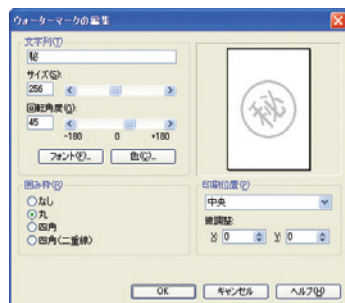 ウォーターマークの編集
文字列(T)
秘
サイズ(S):
256
回転角度(O):
45
-180 0 +180
フォント(F)...
色(C)...
囲み枠(R)
なし
丸
四角
四角(二重線)
秘
印刷位置(P)
中央
微調整:
X: 0 Y: 0
OK キャンセル ヘルプ(H)